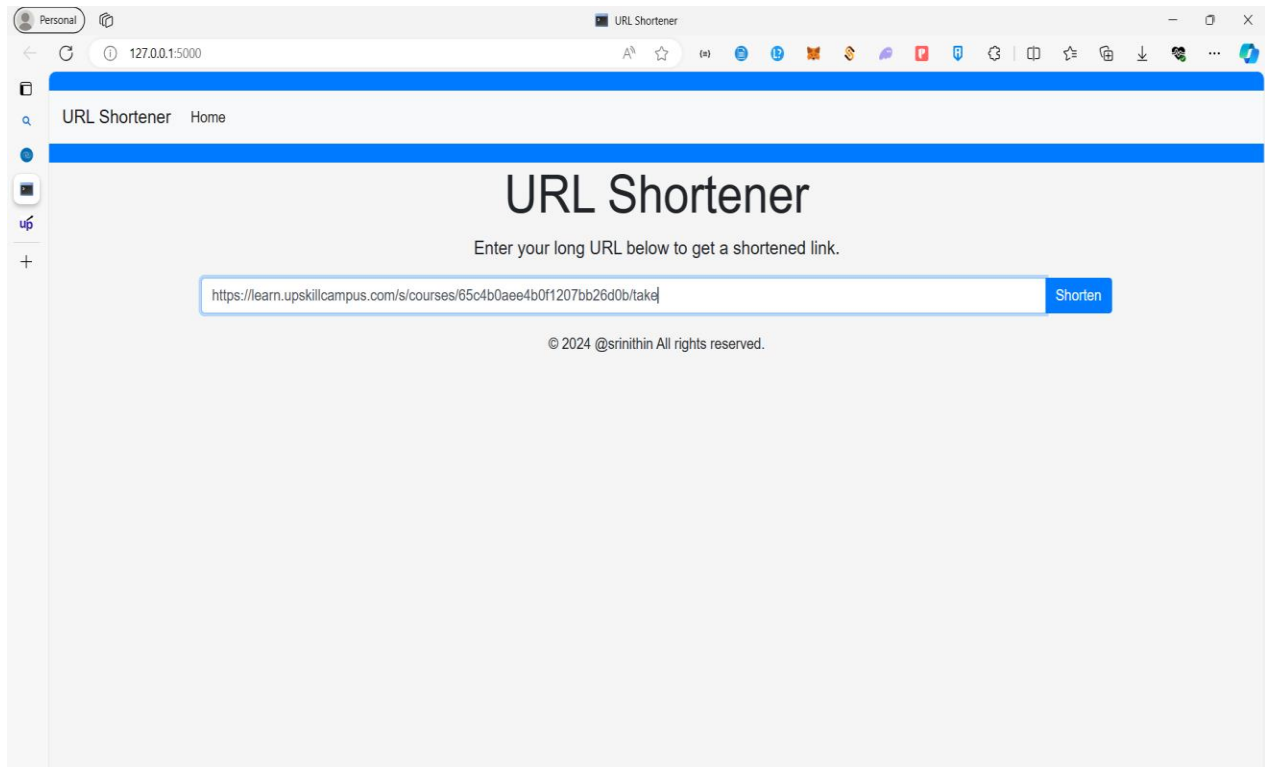 Personal
URL Shortener
127.0.0.1:5000
URL Shortener Home
URL Shortener
Enter your long URL below to get a shortened link.
https://learn.upskillcampus.com/s/courses/65c4b0aee4b0f1207bb26d0b/take
Shorten
© 2024 @srinithin All rights reserved.
up